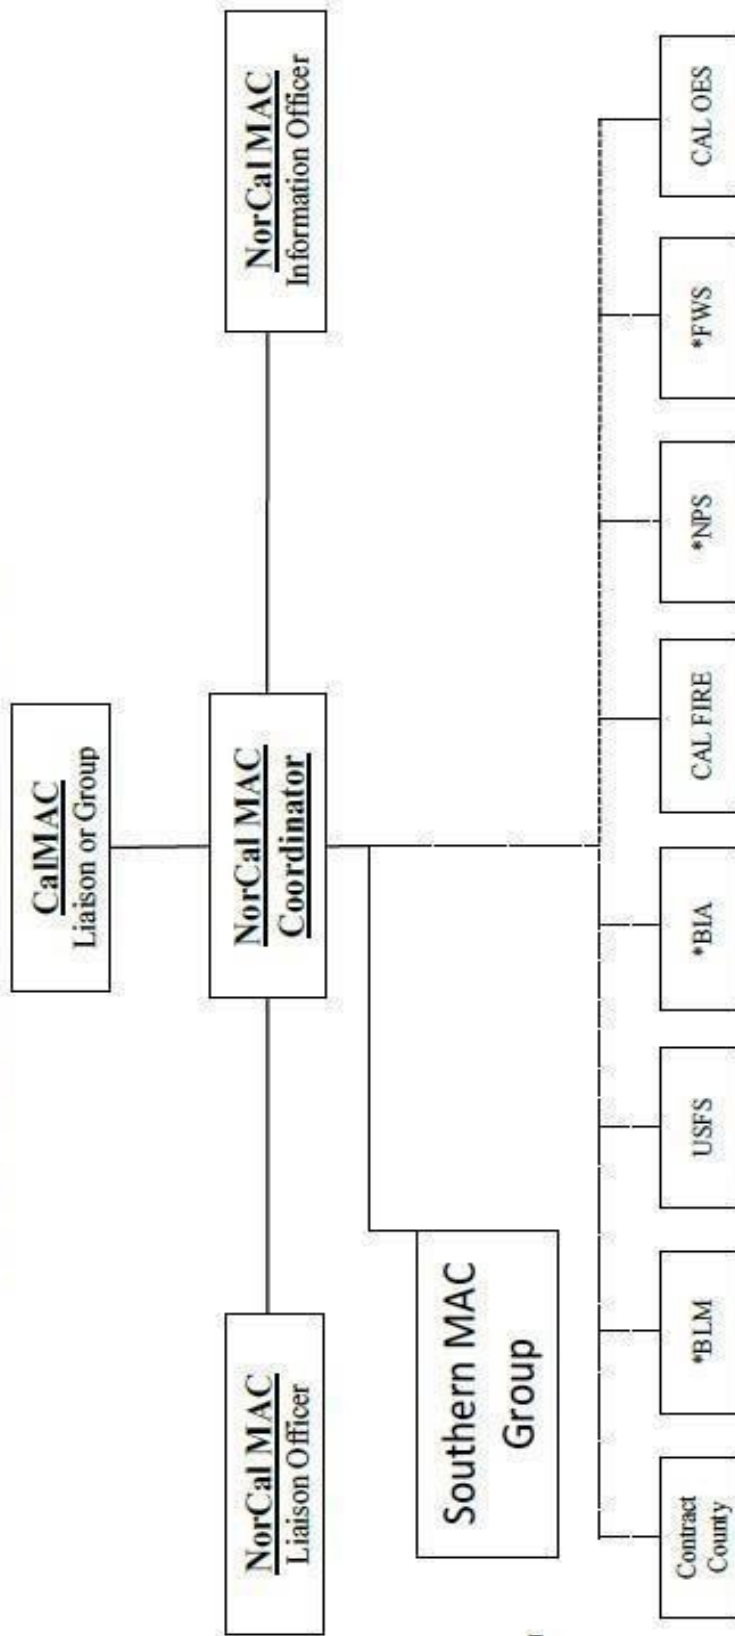 CalMAC
Liaison or Group
NorCal MAC
Liaison Officer
NorCal MAC
Coordinator
NorCal MAC
Information Officer
Southern MAC
Group
Contract
County
*BLM
USFS
*BIA
CAL FIRE
*NPS
*FWS
CAL OES